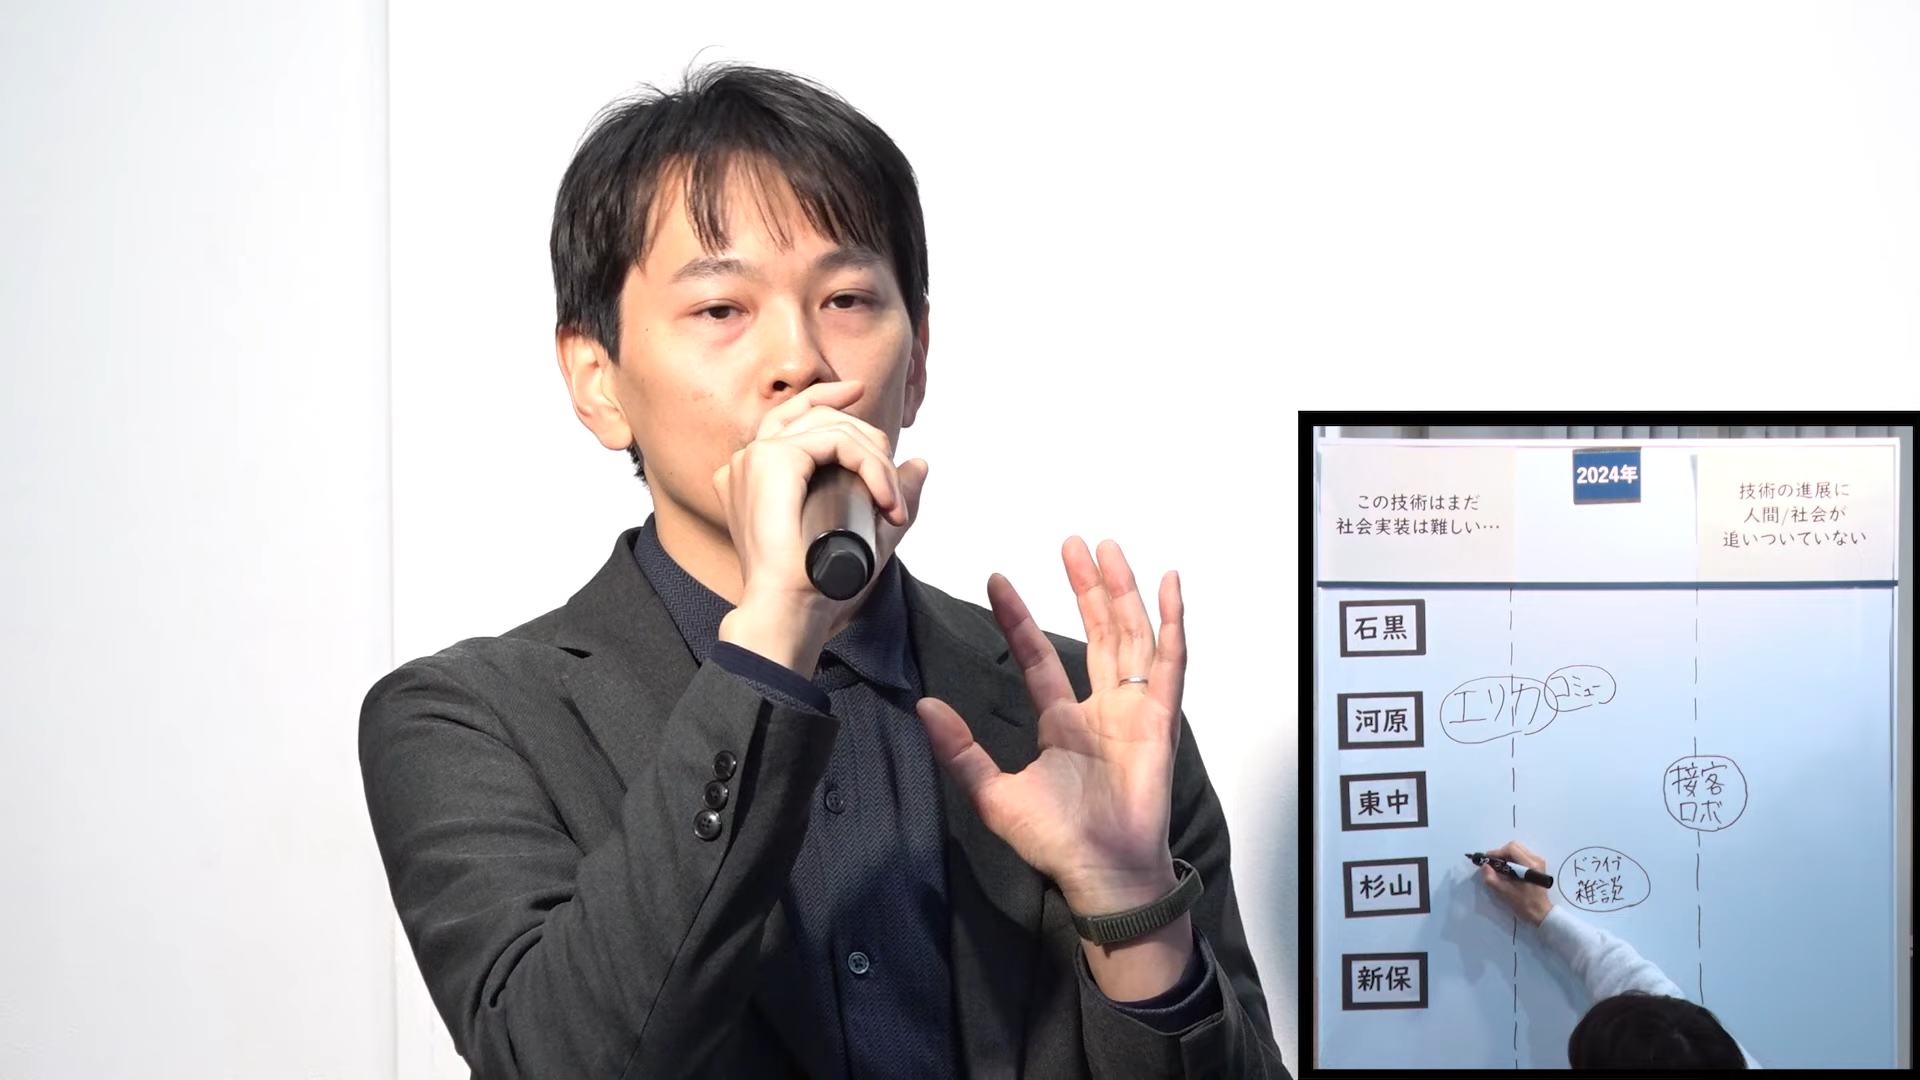 2024年
この技術はまだ
社会実装は難しい…
技術の進展に
人間/社会が
追いついていない
石黒
河原
エリカ
コミュー
東中
接客
ロボ
杉山
ドライブ
雑談
新保